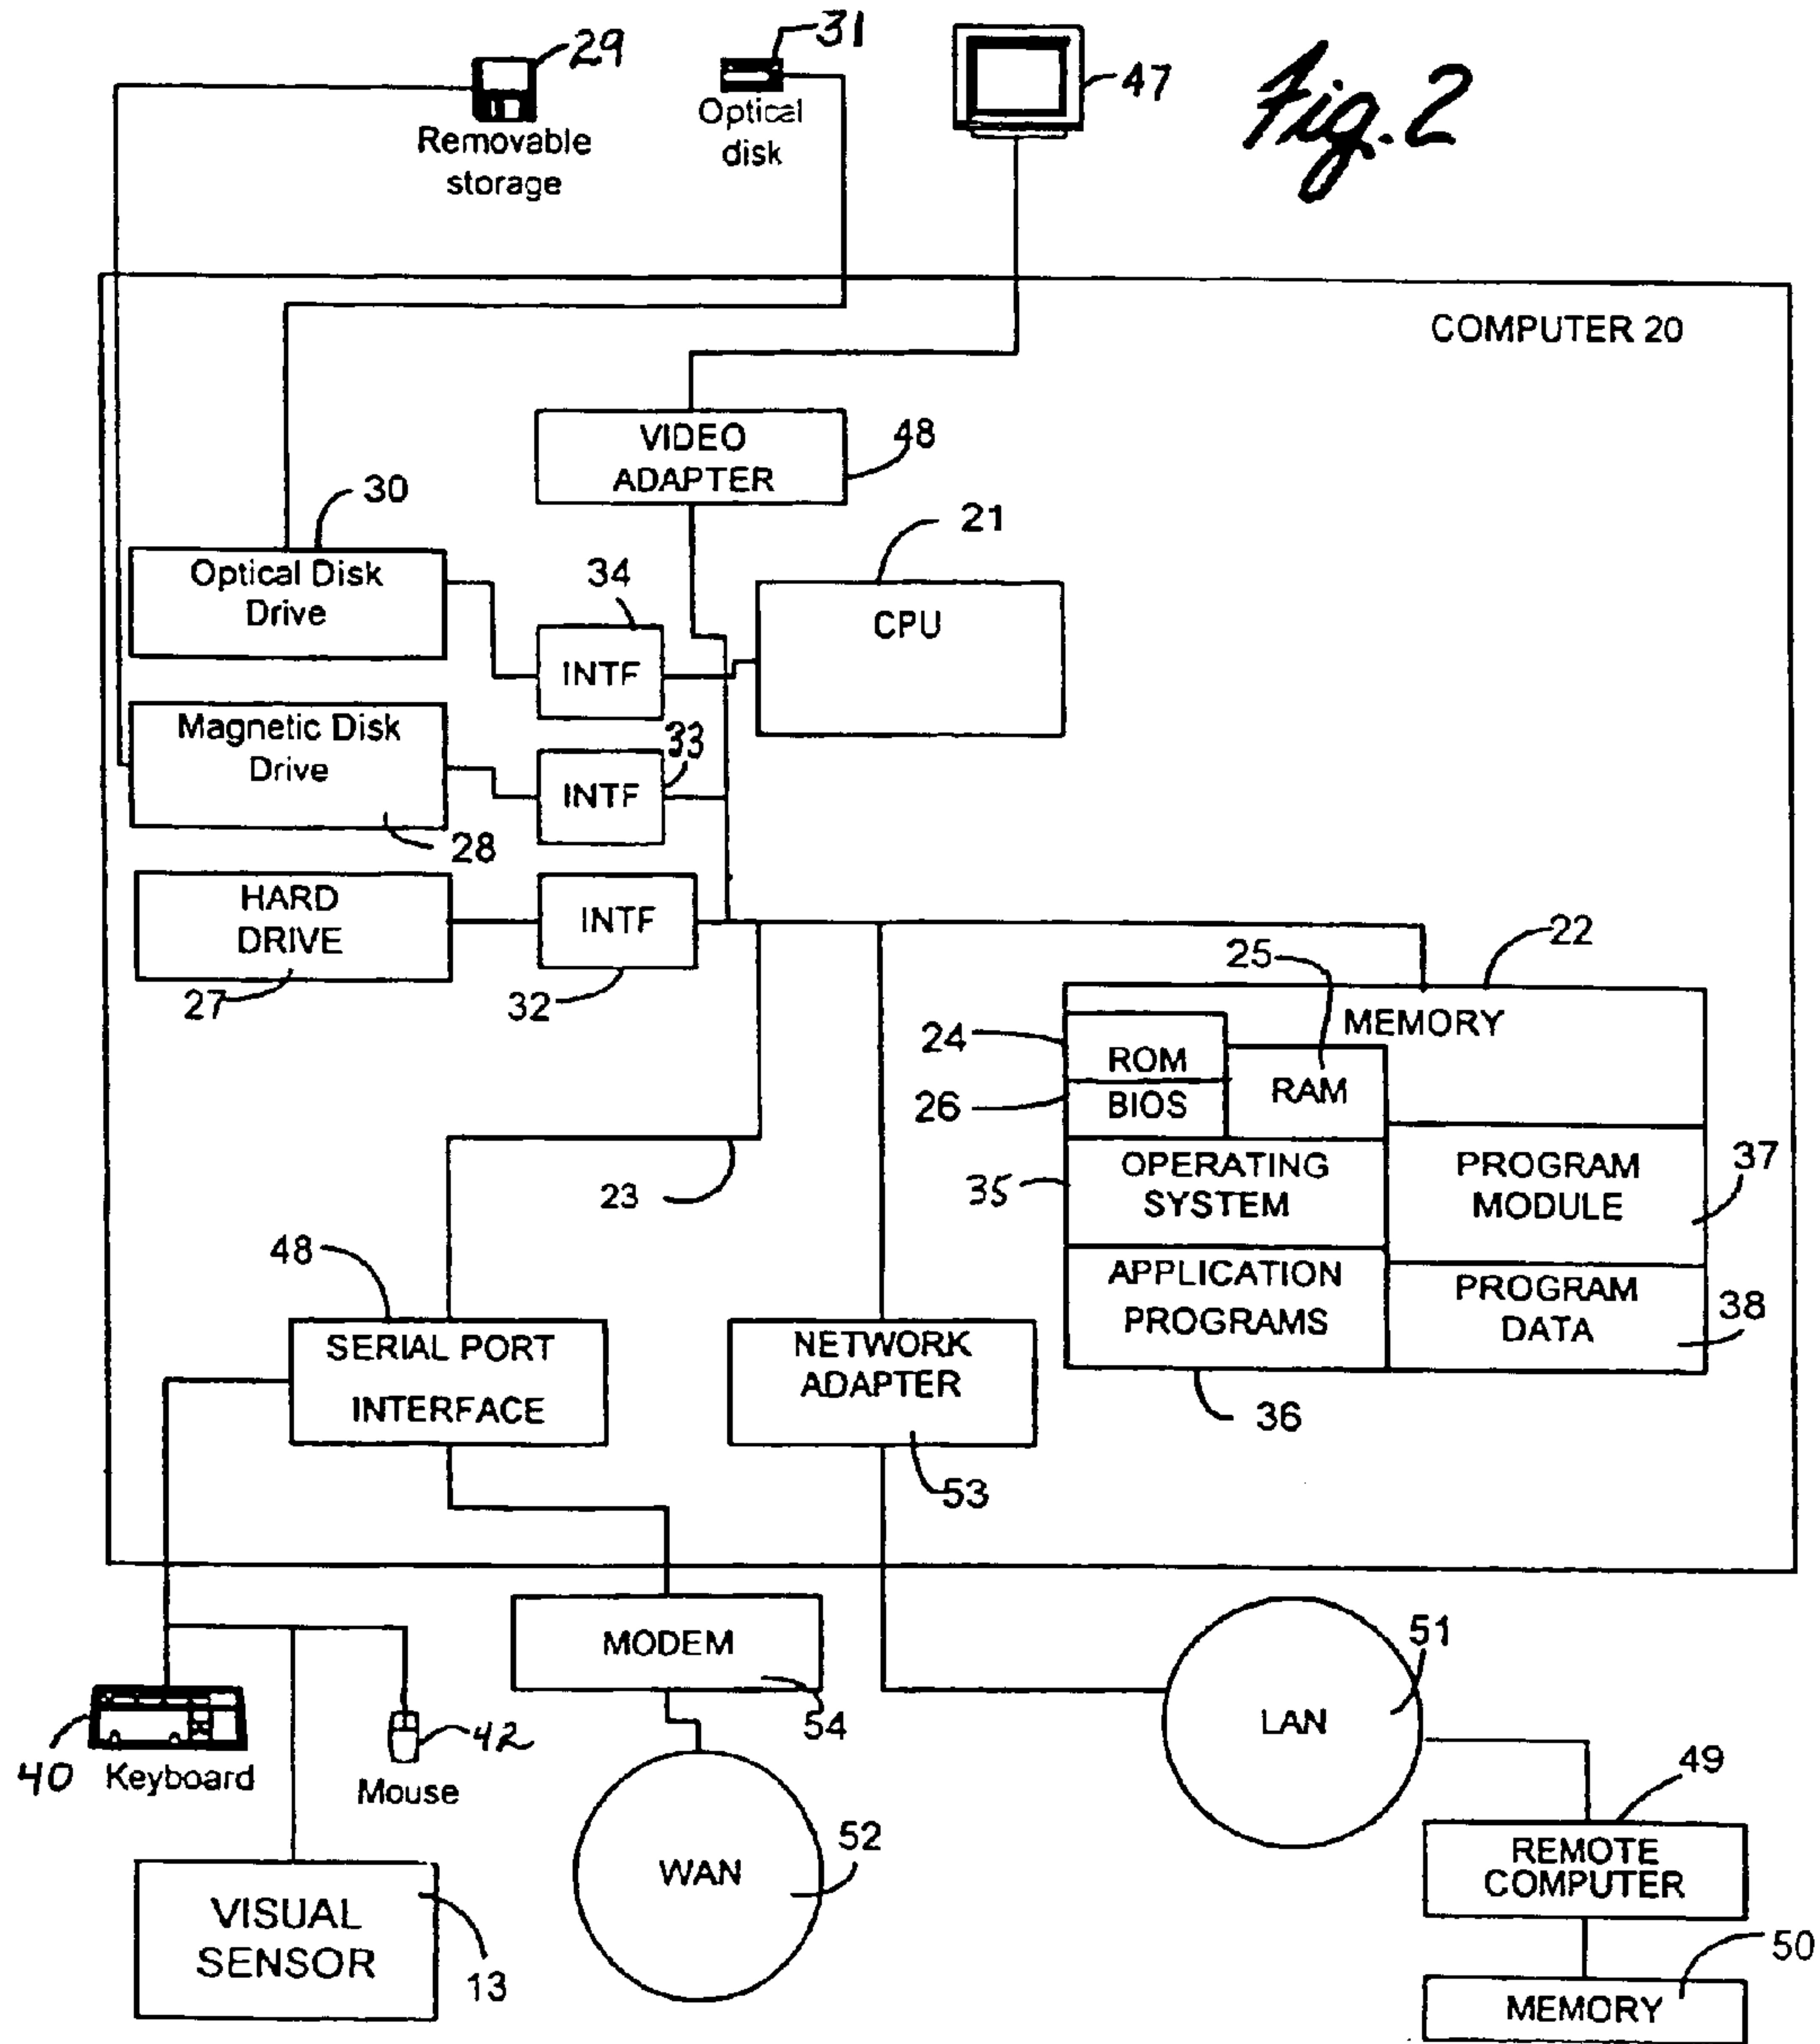 29
31
47
Fig. 2
Removable
storage
Optical
disk
COMPUTER 20
VIDEO
ADAPTER
48
30
21
Optical Disk
Drive
34
CPU
INTF
Magnetic Disk
Drive
33
INTF
28
HARD
DRIVE
INTF
22
25
27
32
MEMORY
24
ROM
RAM
26
BIOS
OPERATING
SYSTEM
PROGRAM
MODULE
37
35
23
48
APPLICATION
PROGRAMS
PROGRAM
DATA
38
SERIAL PORT
INTERFACE
NETWORK
ADAPTER
36
53
MODEM
51
LAN
54
40
Keyboard
42
Mouse
49
52
WAN
REMOTE
COMPUTER
VISUAL
SENSOR
13
50
MEMORY